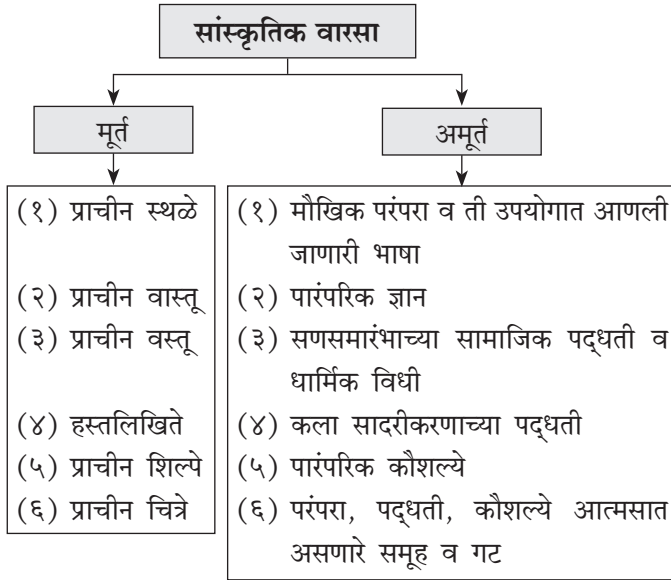 सांस्कृतिक वारसा
मूर्त
अमूर्त
(१) प्राचीन स्थळे
(२) प्राचीन वास्तू
(३) प्राचीन वस्तू
(४) हस्तलिखिते
(५) प्राचीन शिल्पे
(६) प्राचीन चित्रे
(१) मौखिक परंपरा व ती उपयोगात आणली
जाणारी भाषा
(२) पारंपरिक ज्ञान
(३) सणसमारंभाच्या सामाजिक पद्धती व
धार्मिक विधी
(४) कला सादरीकरणाच्या पद्धती
(५) पारंपरिक कौशल्ये
(६) परंपरा, पद्धती, कौशल्ये आत्मसात
असणारे समूह व गट